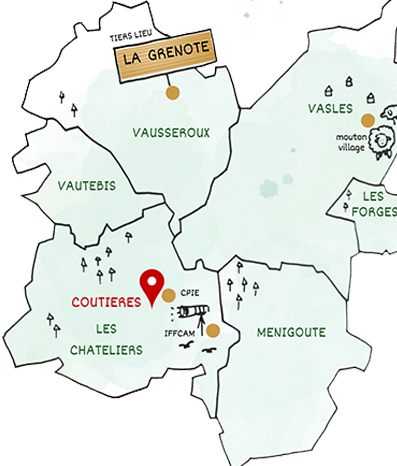 TIERS LIEU
LA GRENOTE
VASLES
VAUSSEROUX
mouton
village
VAUTEBIS
LES
FORGES
COUTIERES
CPIE
LES
CHATELIERS
IFFCAM
MENIGOUTE